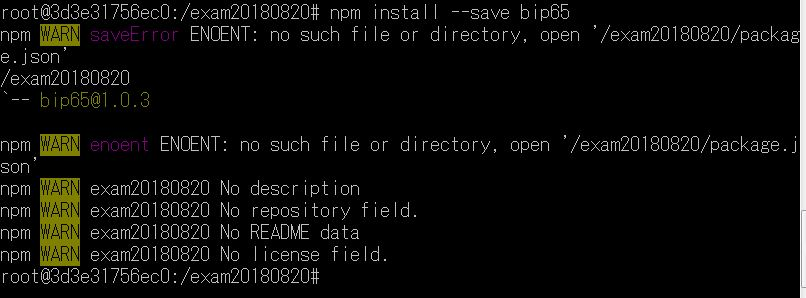 root@3d3e31756ec0:/exam20180820# npm install --save bip65
npm WARN saveError ENOENT: no such file or directory, open '/exam20180820/packag
e.json'
/exam20180820
`-- bip65@1.0.3
npm WARN enoent ENOENT: no such file or directory, open '/exam20180820/package.j
son'
npm WARN exam20180820 No description
npm WARN exam20180820 No repository field.
npm WARN exam20180820 No README data
npm WARN exam20180820 No license field.
root@3d3e31756ec0:/exam20180820#